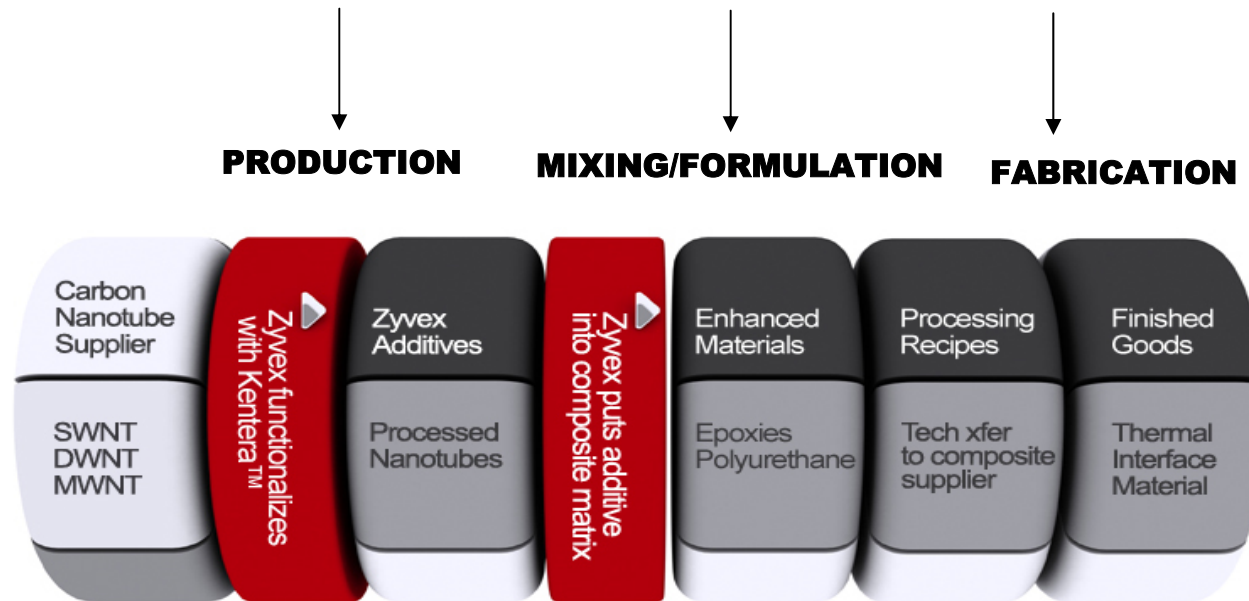 PRODUCTION
MIXING/FORMULATION
FABRICATION
Carbon
Nanotube
Supplier
SWNT
DWNT
MWNT
Zyvex functionalizes
with Kentera™
Zyvex
Additives
Processed
Nanotubes
Zyvex puts additive
into composite matrix
Enhanced
Materials
Epoxies
Polyurethane
Processing
Recipes
Tech xfer
to composite
supplier
Finished
Goods
Thermal
Interface
Material